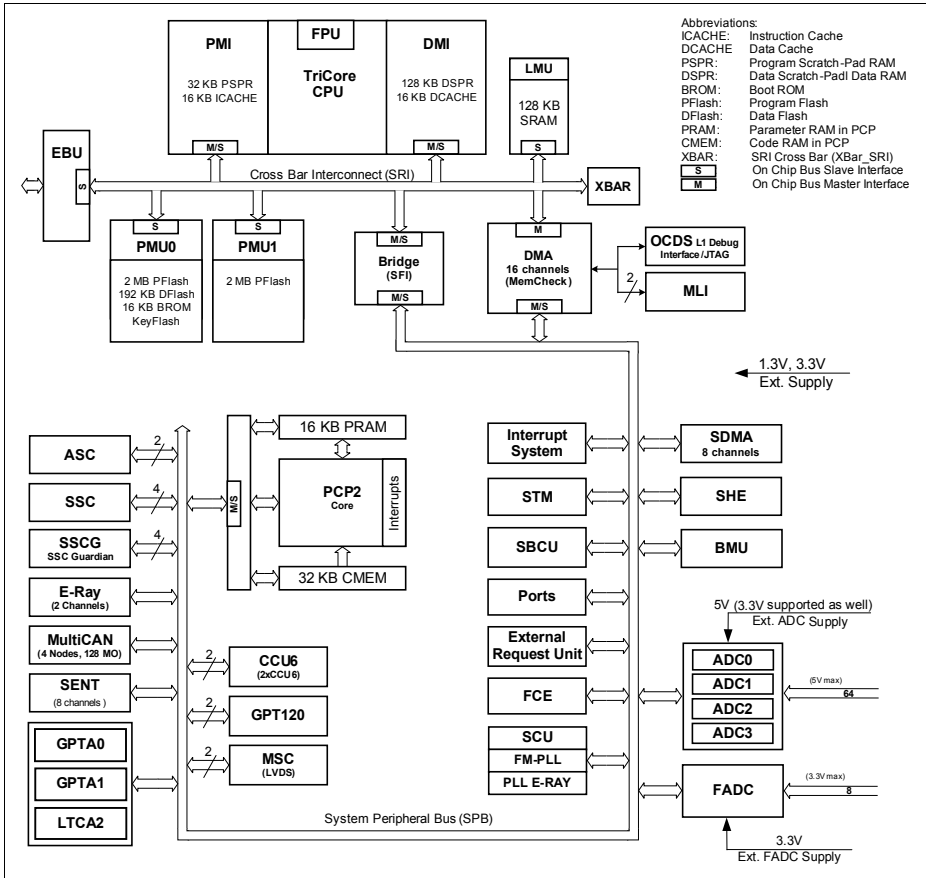 PMI
32 KB PSPR
16 KB ICACHE
M/S
FPU
TriCore
CPU
DMI
128 KB DSPR
16 KB DCACHE
M/S
LMU
128 KB
SRAM
S
Abbreviations:
ICACHE: Instruction Cache
DCACHE Data Cache
PSPR: Program Scratch-Pad RAM
DSPR: Data Scratch-Padl Data RAM
BROM: Boot ROM
PFlash: Program Flash
DFlash: Data Flash
PRAM: Parameter RAM in PCP
CMEM: Code RAM in PCP
XBAR: SRI Cross Bar (XBar_SRI)
S On Chip Bus Slave Interface
M On Chip Bus Master Interface
EBU
S
Cross Bar Interconnect (SRI)
XBAR
S
PMU0
2 MB PFlash
192 KB DFlash
16 KB BROM
KeyFlash
S
PMU1
2 MB PFlash
M/S
Bridge
(SFI)
M/S
M
DMA
16 channels
(MemCheck)
M/S
OCDS L1 Debug
Interface/JTAG
2
MLI
1.3V, 3.3V
Ext. Supply
ASC
2
SSC
4
SSCG
SSC Guardian
4
E-Ray
(2 Channels)
MultiCAN
(4 Nodes, 128 MO)
SENT
(8 channels )
GPTA0
GPTA1
LTCA2
M/S
16 KB PRAM
PCP2
Core
Interrupts
32 KB CMEM
2
CCU6
(2xCCU6)
2
GPT120
2
MSC
(LVDS)
Interrupt
System
STM
SBCU
Ports
External
Request Unit
FCE
SCU
FM-PLL
PLL E-RAY
SDMA
8 channels
SHE
BMU
5V (3.3V supported as well)
Ext. ADC Supply
ADC0
ADC1
ADC2
ADC3
(5V max)
64
FADC
(3.3V max)
8
3.3V
Ext. FADC Supply
System Peripheral Bus (SPB)